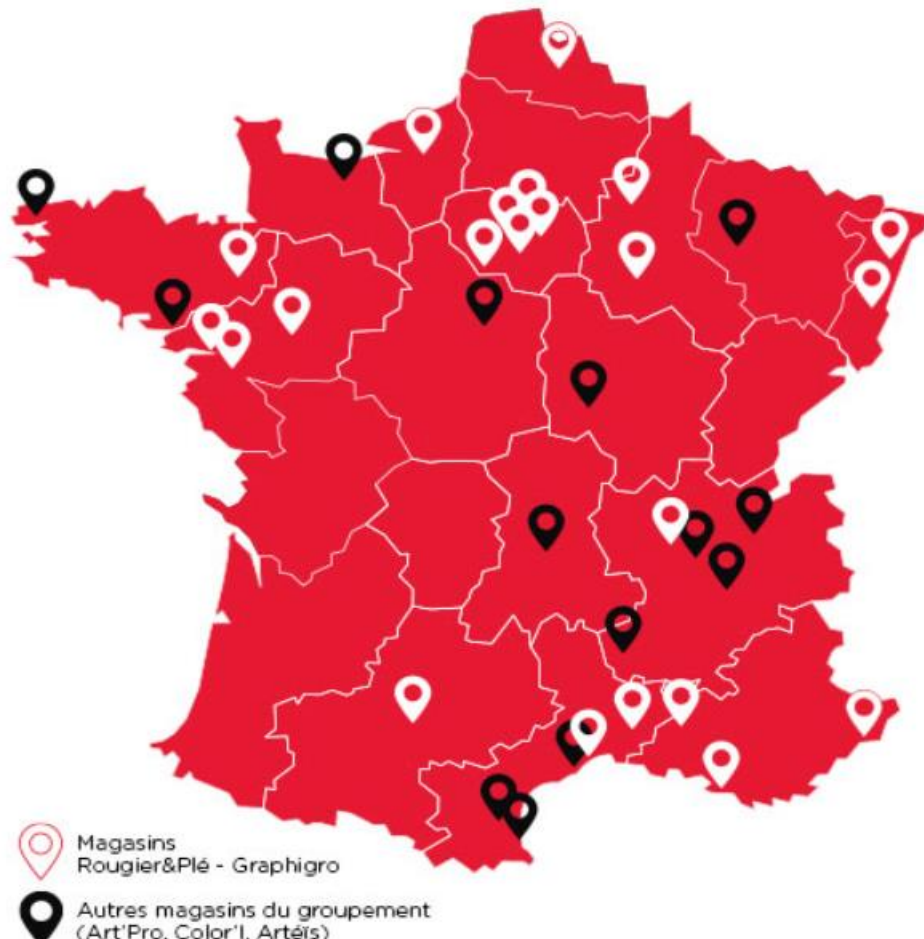 Magasins
Rougier&Plé - Graphigro
Autres magasins du groupement
(Art'Pro, Color'I, Artéïs)